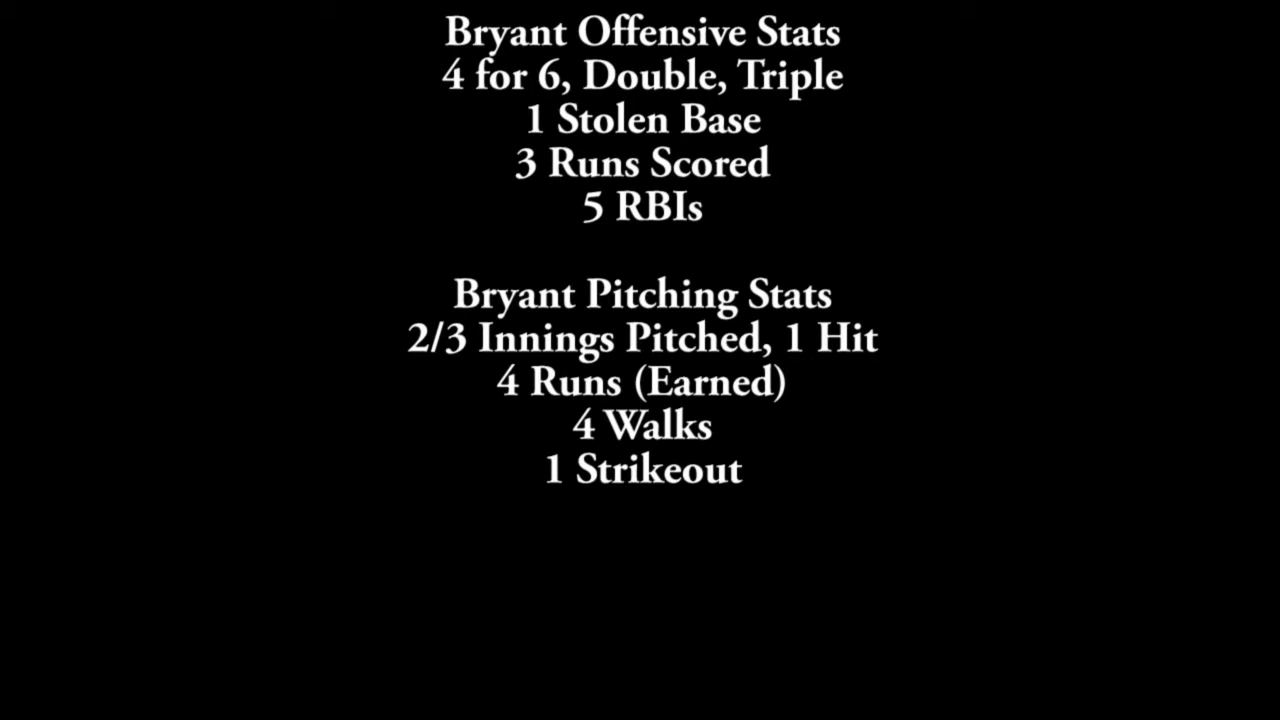 Bryant Offensive Stats
4 for 6, Double, Triple
1 Stolen Base
3 Runs Scored
5 RBIs
Bryant Pitching Stats
2/3 Innings Pitched, 1 Hit
4 Runs (Earned)
4 Walks
1 Strikeout